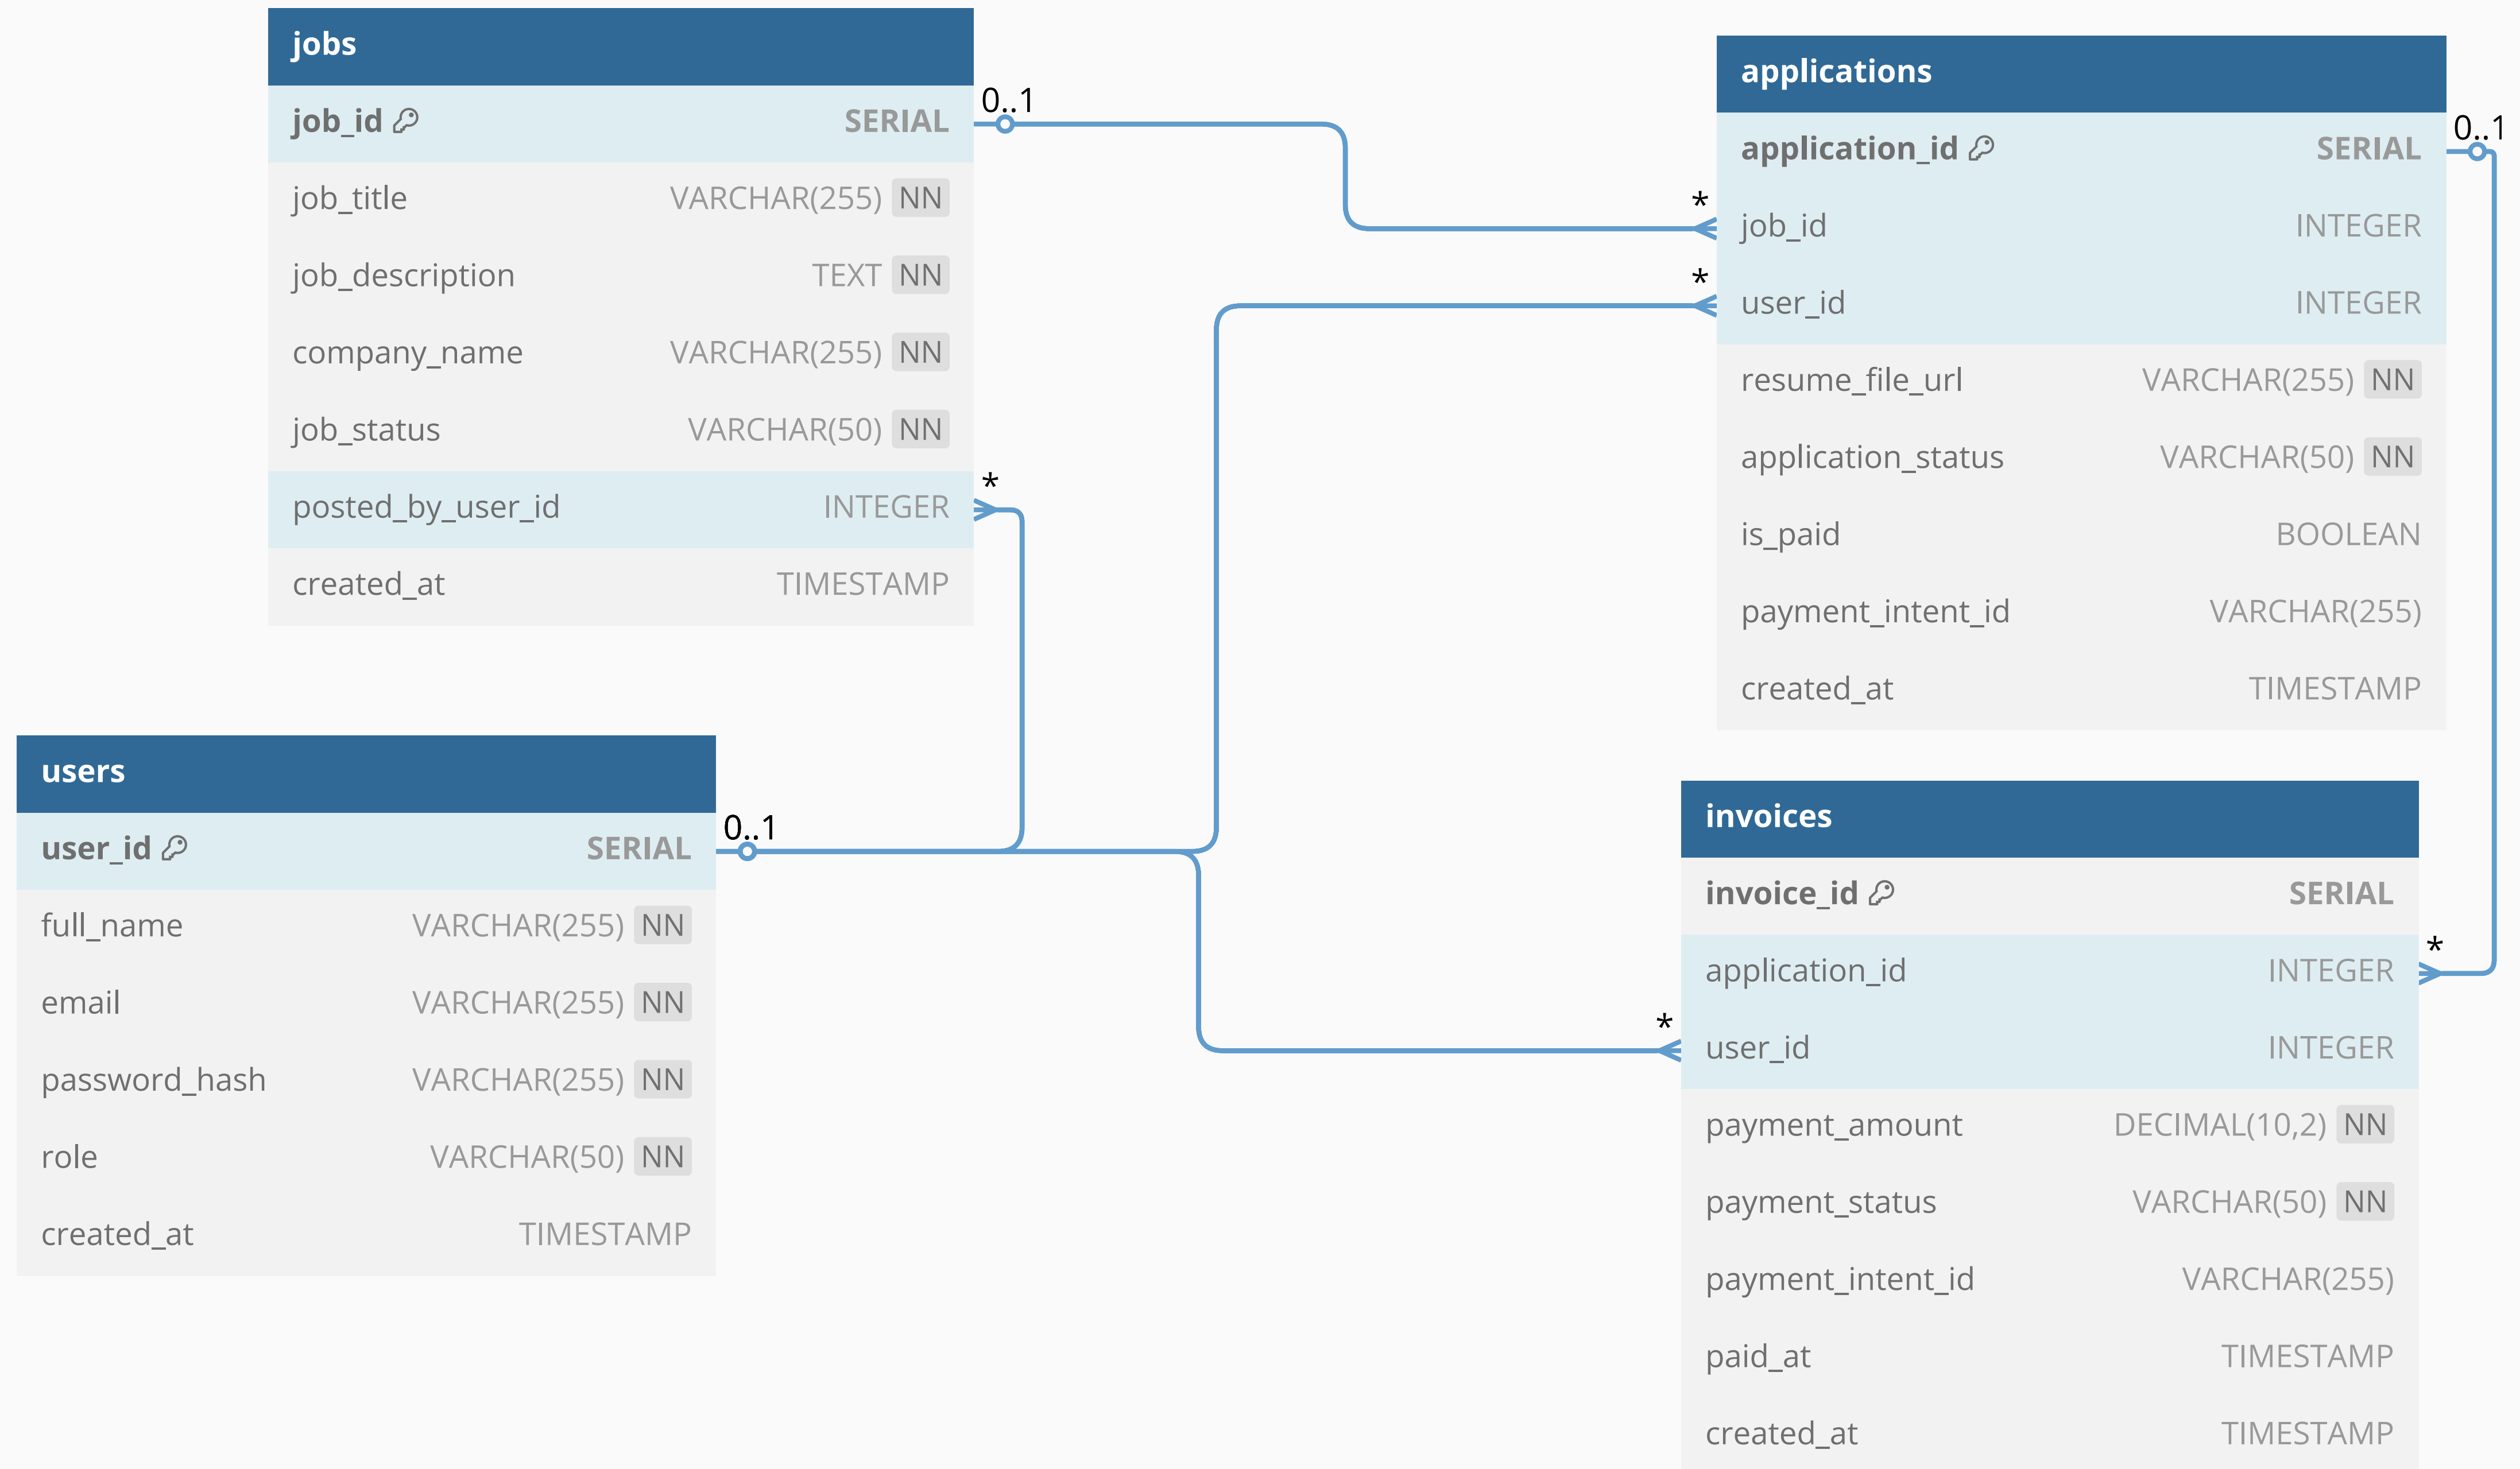 jobs
0..1
job_id SERIAL
job_title VARCHAR(255) NN
job_description TEXT NN
company_name VARCHAR(255) NN
job_status VARCHAR(50) NN
*
posted_by_user_id INTEGER
created_at TIMESTAMP
applications
0..1
application_id SERIAL
*
job_id INTEGER
*
user_id INTEGER
resume_file_url VARCHAR(255) NN
application_status VARCHAR(50) NN
is_paid BOOLEAN
payment_intent_id VARCHAR(255)
created_at TIMESTAMP
users
0..1
user_id SERIAL
full_name VARCHAR(255) NN
email VARCHAR(255) NN
password_hash VARCHAR(255) NN
role VARCHAR(50) NN
created_at TIMESTAMP
invoices
invoice_id SERIAL
*
application_id INTEGER
*
user_id INTEGER
payment_amount DECIMAL(10,2) NN
payment_status VARCHAR(50) NN
payment_intent_id VARCHAR(255)
paid_at TIMESTAMP
created_at TIMESTAMP